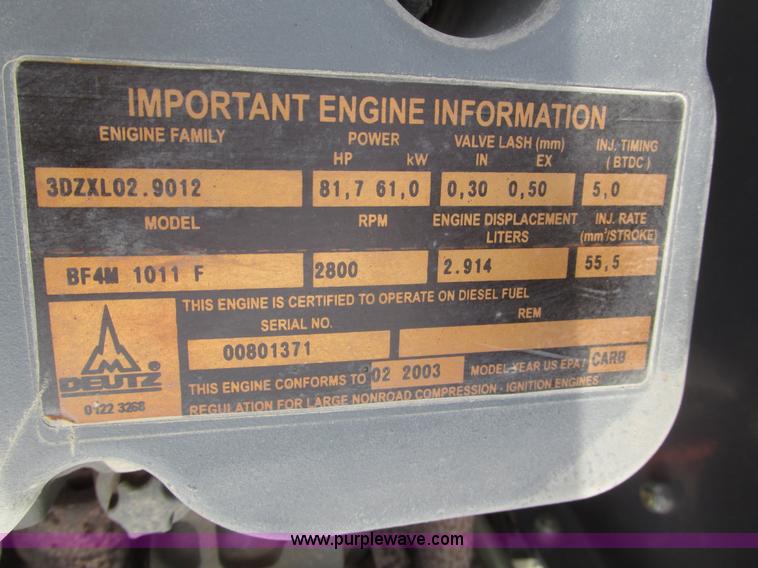 IMPORTANT ENGINE INFORMATION
ENIGINE FAMILY POWER VALVE LASH (mm) INJ. TIMING
HP kW IN EX (BTDC)
3DZXL02.9012 81,7 61,0 0,30 0,50 5,0
MODEL RPM ENGINE DISPLACEMENT INJ. RATE
LITERS (mm³/STROKE)
BF4M 1011 F 2800 2.914 55,5
THIS ENGINE IS CERTIFIED TO OPERATE ON DIESEL FUEL
SERIAL NO. REM
00801371
DEUTZ ®
THIS ENGINE CONFORMS TO 02 2003 MODEL YEAR US EPA / CARB
0422 3268
REGULATION FOR LARGE NONROAD COMPRESSION - IGNITION ENGINES
www.purplewave.com